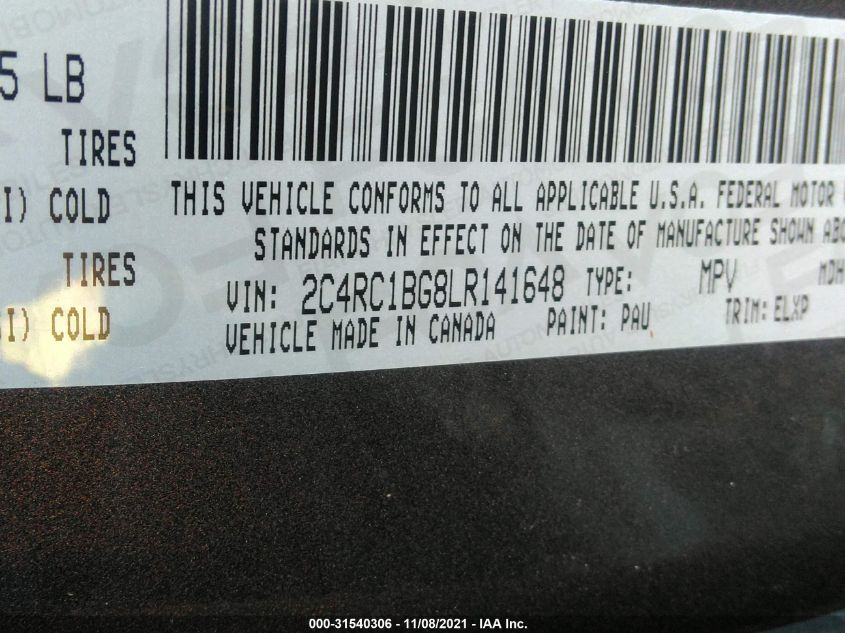 5 LB
TIRES
I) COLD
TIRES
I) COLD
THIS VEHICLE CONFORMS TO ALL APPLICABLE U.S.A. FEDERAL MOTOR
STANDARDS IN EFFECT ON THE DATE OF MANUFACTURE SHOWN ABO
VIN: 2C4RC1BG8LR141648 TYPE: MPV MDH
VEHICLE MADE IN CANADA PAINT: PAU TRIM: ELXP
000-31540306 - 11/08/2021 - IAA Inc.